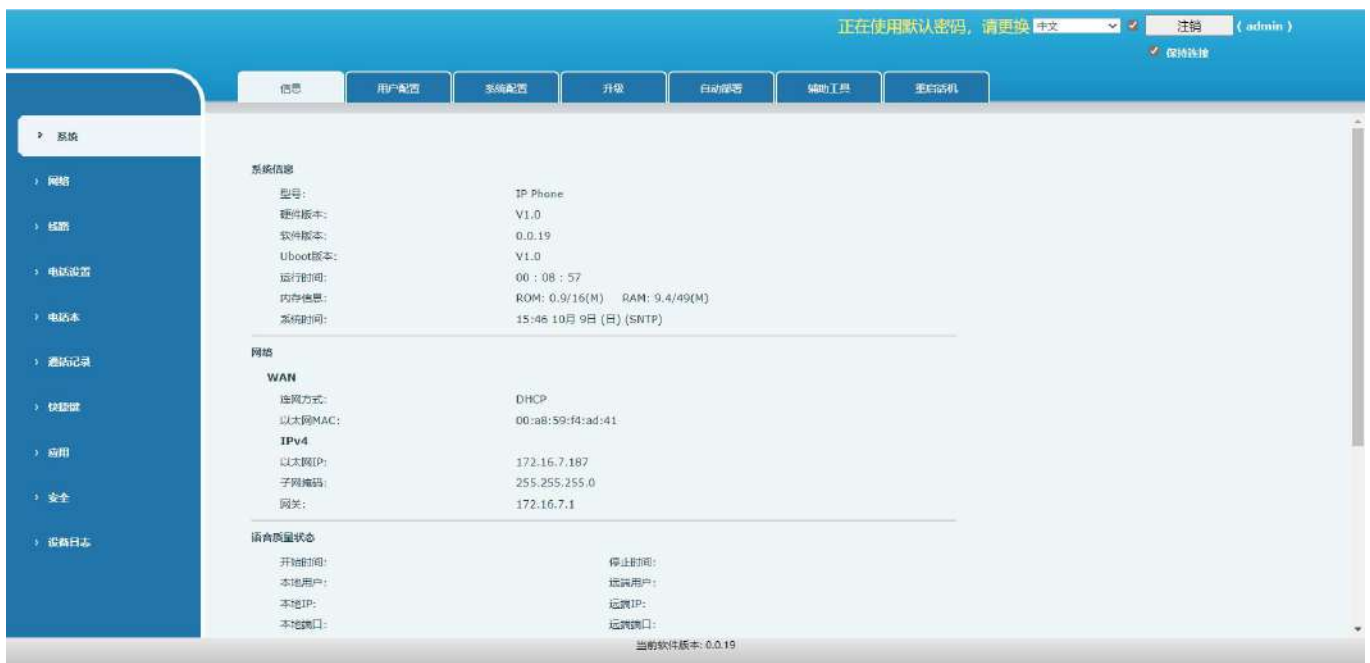 正在使用默认密码，请更换 中文 注销 ( admin )
保持连接
信息 用户配置 系统配置 升级 自动部署 辅助工具 重启话机
系统
网络
线路
电话设置
电话本
通话记录
快捷键
应用
安全
设备日志
系统信息
型号: IP Phone
硬件版本: V1.0
软件版本: 0.0.19
Uboot版本: V1.0
运行时间: 00 : 08 : 57
内存信息: ROM: 0.9/16(M) RAM: 9.4/49(M)
系统时间: 15:46 10月 9日 (日) (SNTP)
网络
WAN
连网方式: DHCP
以太网MAC: 00:a8:59:f4:ad:41
IPv4
以太网IP: 172.16.7.187
子网掩码: 255.255.255.0
网关: 172.16.7.1
语音质量状态
开始时间: 停止时间:
本地用户: 远端用户:
本地IP: 远端IP:
本地端口: 远端端口:
当前软件版本: 0.0.19